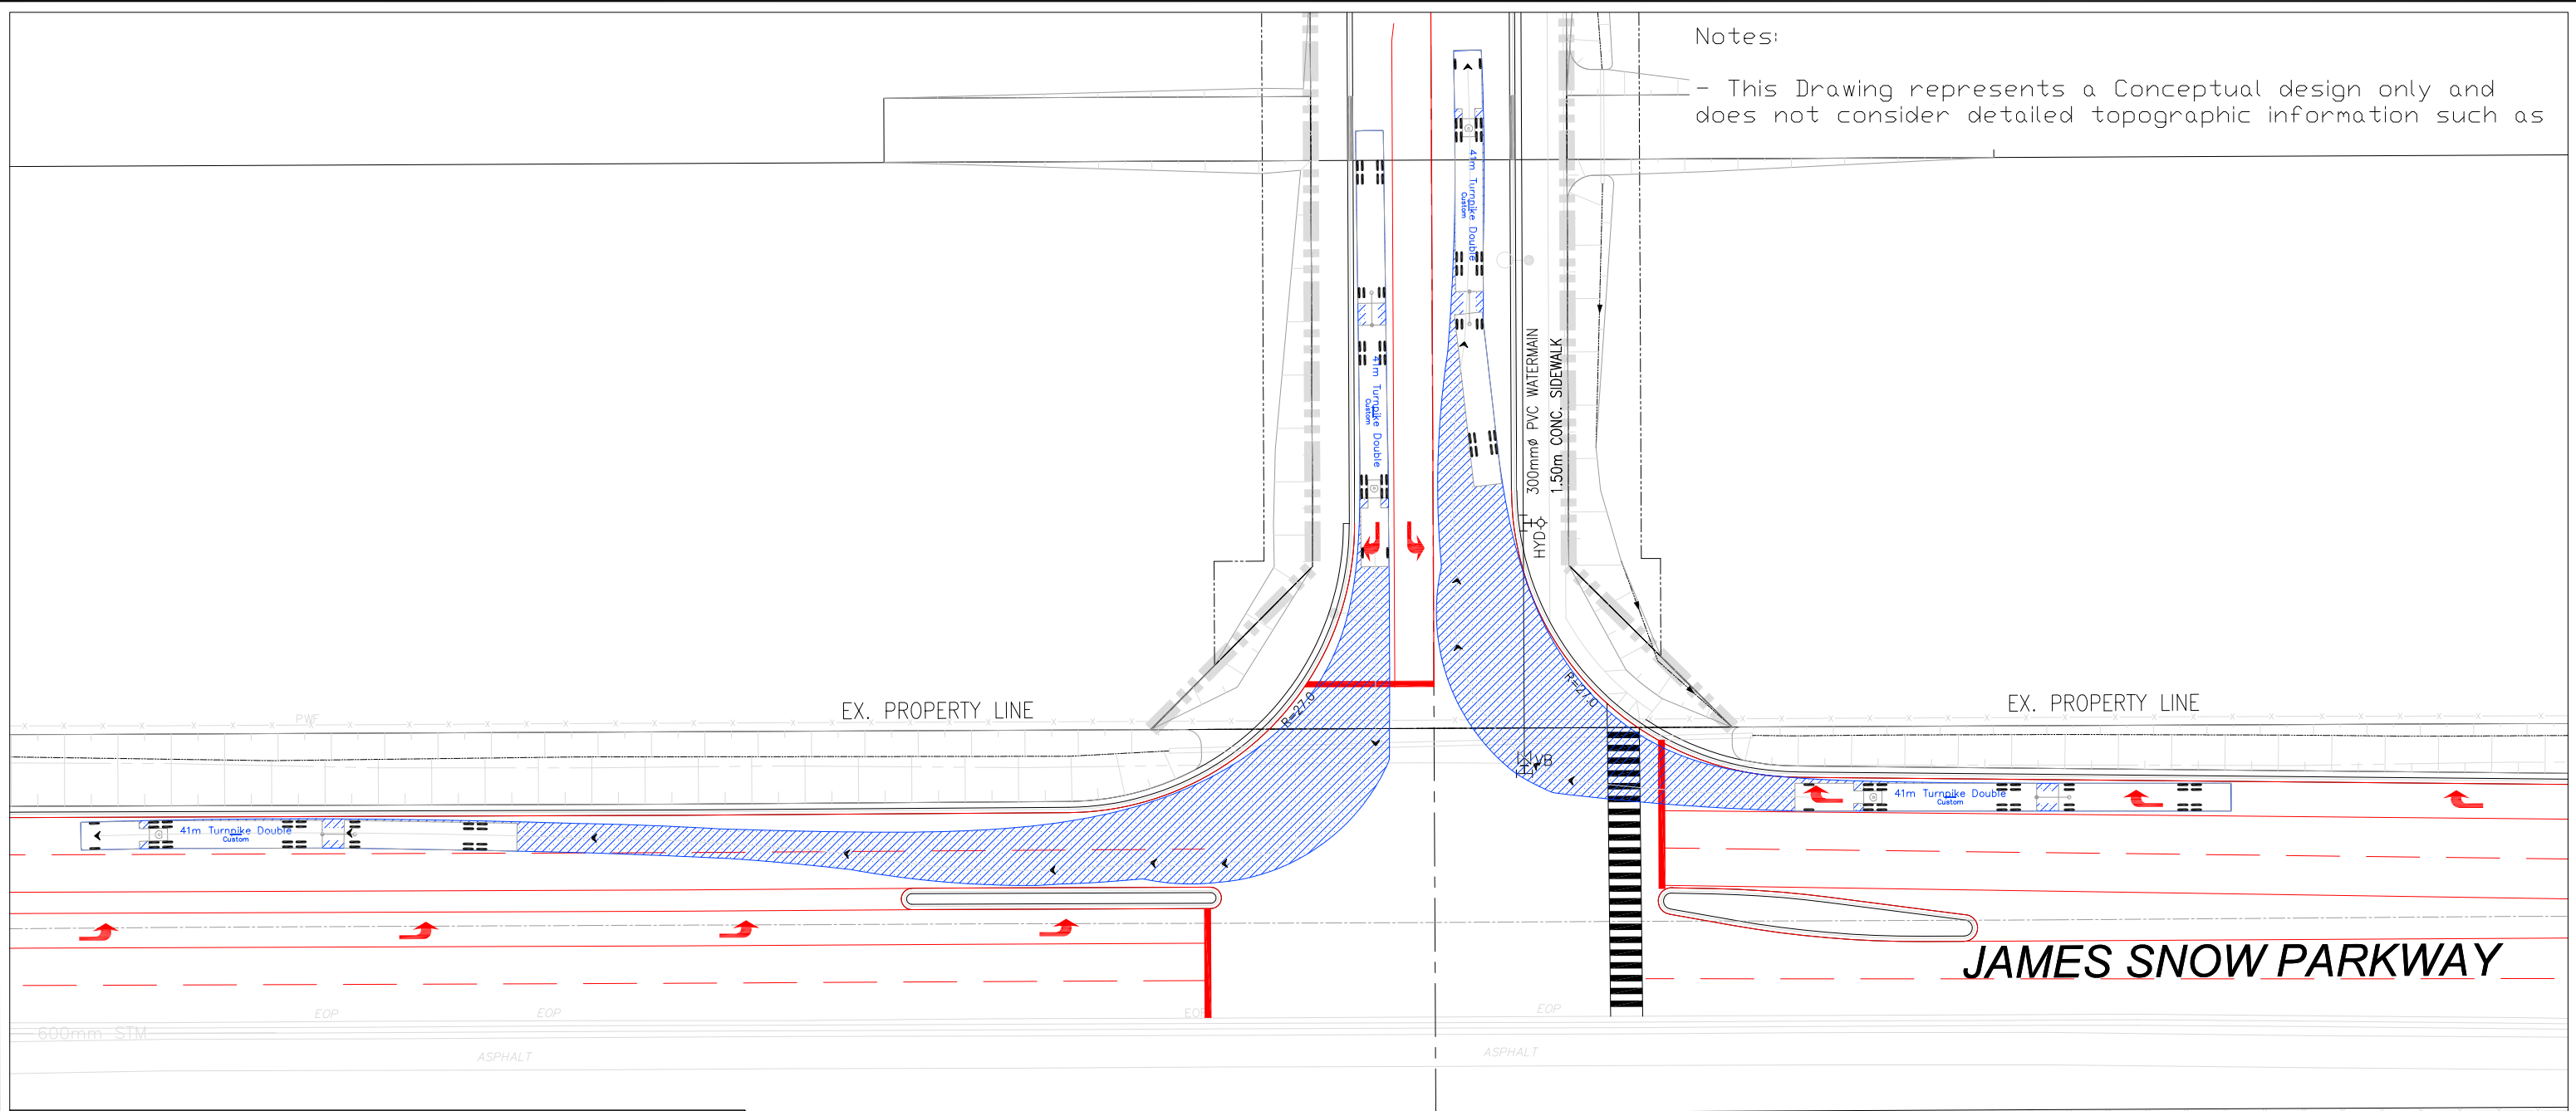 Notes:
- This Drawing represents a Conceptual design only and
does not consider detailed topographic information such as
41m Turnpike Double
Custom
41m Turnpike Double
Custom
300mmø PVC WATERMAIN
1.50m CONC. SIDEWALK
HYD
R=27.0
R=27.0
EX. PROPERTY LINE
EX. PROPERTY LINE
PWF
VB
41m Turnpike Double
Custom
41m Turnpike Double
Custom
JAMES SNOW PARKWAY
EOP
EOP
EOP
EOP
600mm STM
ASPHALT
ASPHALT